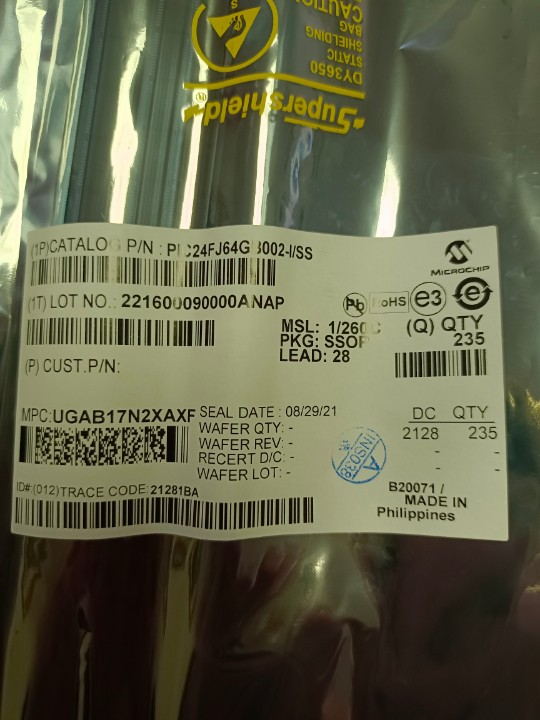 CAUTION
STATIC
SHIELDING
BAG
DY3650
Supershield
(1P)CATALOG P/N : PIC24FJ64GB002-I/SS
MICROCHIP
(1T) LOT NO.: 221600090000ANAP
Pb
RoHS
e3
e
MSL: 1/260C
(Q) QTY
PKG: SSOP
235
LEAD: 28
(P) CUST.P/N:
MPC:UGAB17N2XAXF
SEAL DATE : 08/29/21
DC QTY
WAFER QTY: -
2128 235
WAFER REV: -
- -
RECERT D/C: -
- -
WAFER LOT: -
A
INS038
B20071 /
ID#:(012)TRACE CODE:21281BA
MADE IN
Philippines